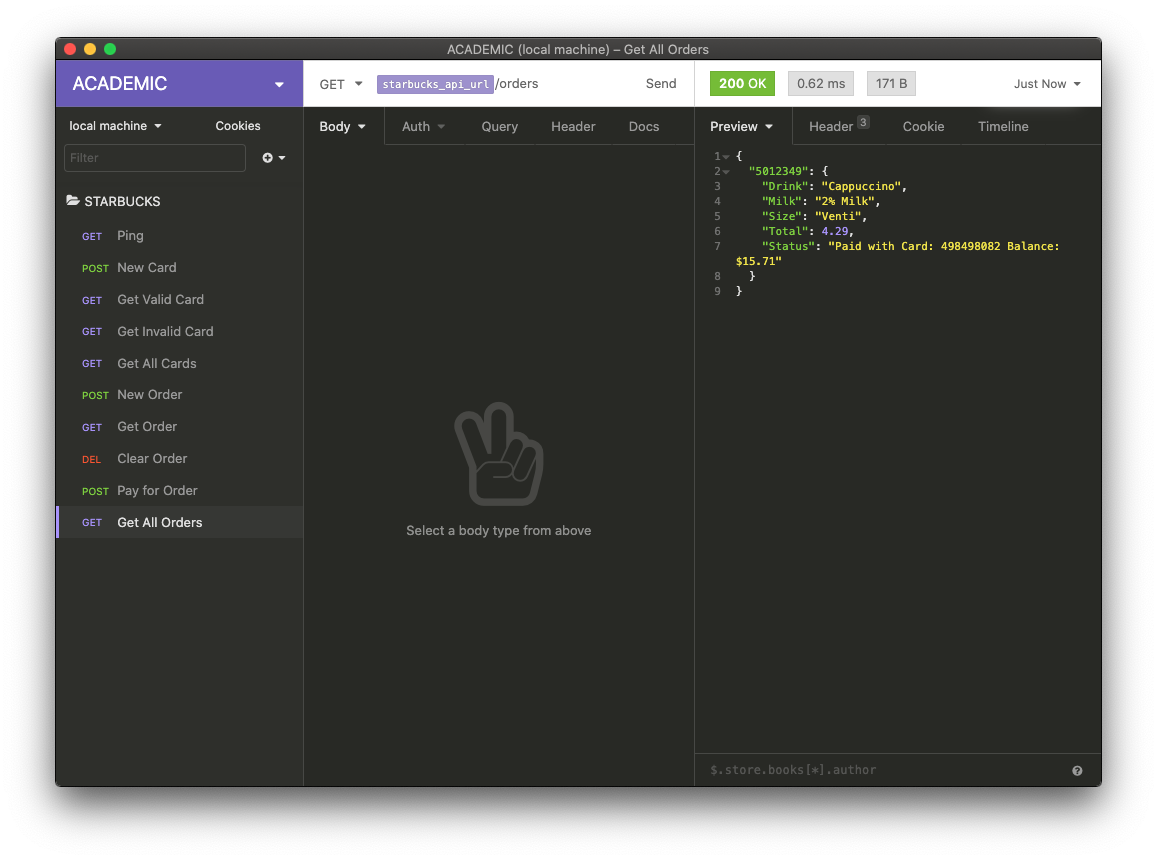 ACADEMIC (local machine) – Get All Orders
ACADEMIC
GET starbucks_api_url/orders Send
200 OK 0.62 ms 171 B Just Now
local machine Cookies
Filter
STARBUCKS
GET Ping
POST New Card
GET Get Valid Card
GET Get Invalid Card
GET Get All Cards
POST New Order
GET Get Order
DEL Clear Order
POST Pay for Order
GET Get All Orders
Body Auth Query Header Docs
Select a body type from above
Preview Header 3 Cookie Timeline
1 {
2 "5012349": {
3 "Drink": "Cappuccino",
4 "Milk": "2% Milk",
5 "Size": "Venti",
6 "Total": 4.29,
7 "Status": "Paid with Card: 498498082 Balance:
$15.71"
8 }
9 }
$.store.books[*].author